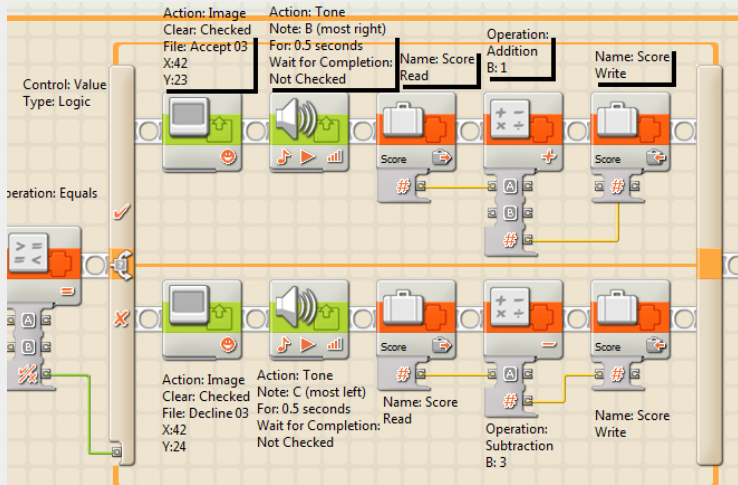 Action: Image
Clear: Checked
File: Accept 03
X:42
Y:23
Action: Tone
Note: B (most right)
For: 0.5 seconds
Wait for Completion:
Not Checked
Name: Score
Read
Operation:
Addition
B: 1
Name: Score
Write
Control: Value
Type: Logic
Score
Score
#
A
#
B
#
peration: Equals
A
B
Score
Score
#
A
#
#
Action: Image
Clear: Checked
File: Decline 03
X:42
Y:24
Action: Tone
Note: C (most left)
For: 0.5 seconds
Wait for Completion:
Not Checked
Name: Score
Read
Operation:
Subtraction
B: 3
Name: Score
Write